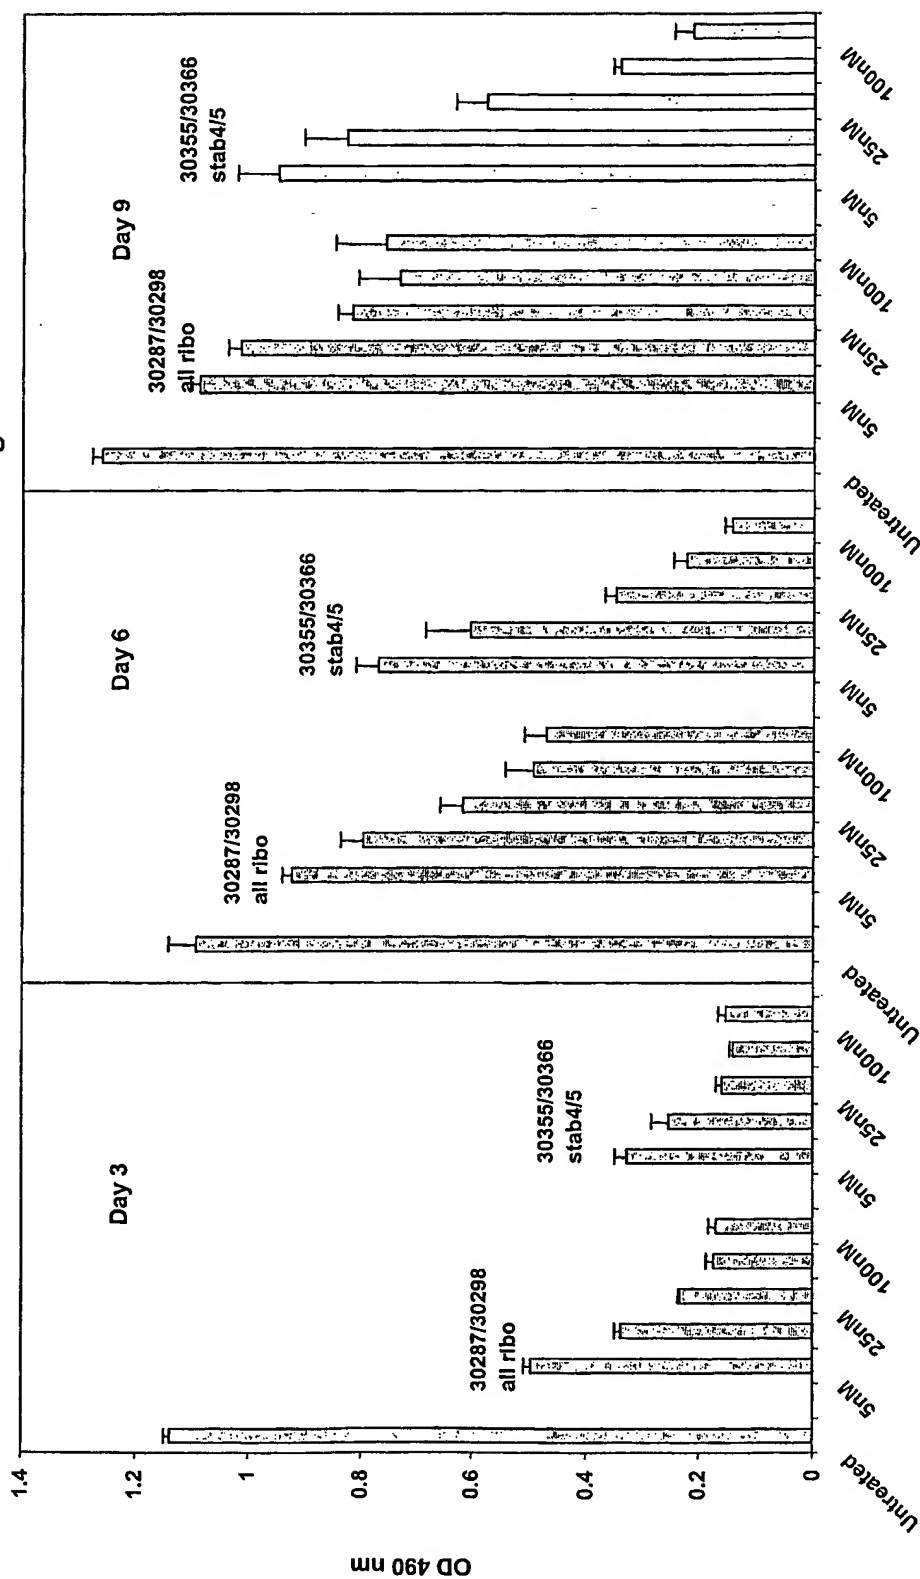 OD 490 nm
1.4
1.2
1
0.8
0.6
0.4
0.2
0
Day 3
30287/30298
all ribo
30355/30366
stab4/5
Untreated
5nM
25nM
100nM
5nM
25nM
100nM
Day 6
30287/30298
all ribo
30355/30366
stab4/5
Untreated
5nM
25nM
100nM
5nM
25nM
100nM
Day 9
30287/30298
all ribo
30355/30366
stab4/5
Untreated
5nM
25nM
100nM
5nM
25nM
100nM